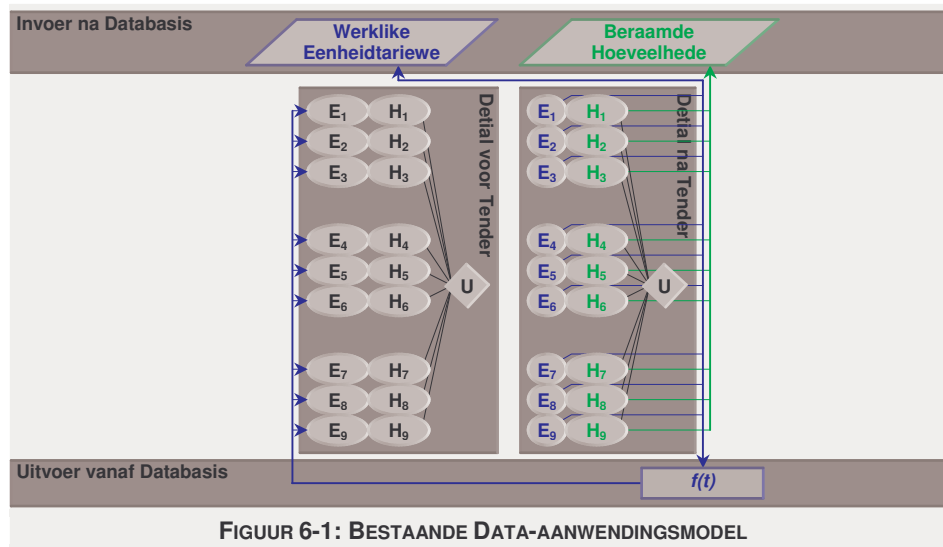 Invoer na Databasis
Werklike
Eenheidtariewe
Beraamde
Hoeveelhede
Detial voor Tender
E₁ H₁
E₂ H₂
E₃ H₃
E₄ H₄
E₅ H₅
E₆ H₆
E₇ H₇
E₈ H₈
E₉ H₉
U
Detial na Tender
E₁ H₁
E₂ H₂
E₃ H₃
E₄ H₄
E₅ H₅
E₆ H₆
E₇ H₇
E₈ H₈
E₉ H₉
U
Uitvoer vanaf Databasis
f(t)
FIGUUR 6-1: BESTAANDE DATA-AANWENDINGSMODEL